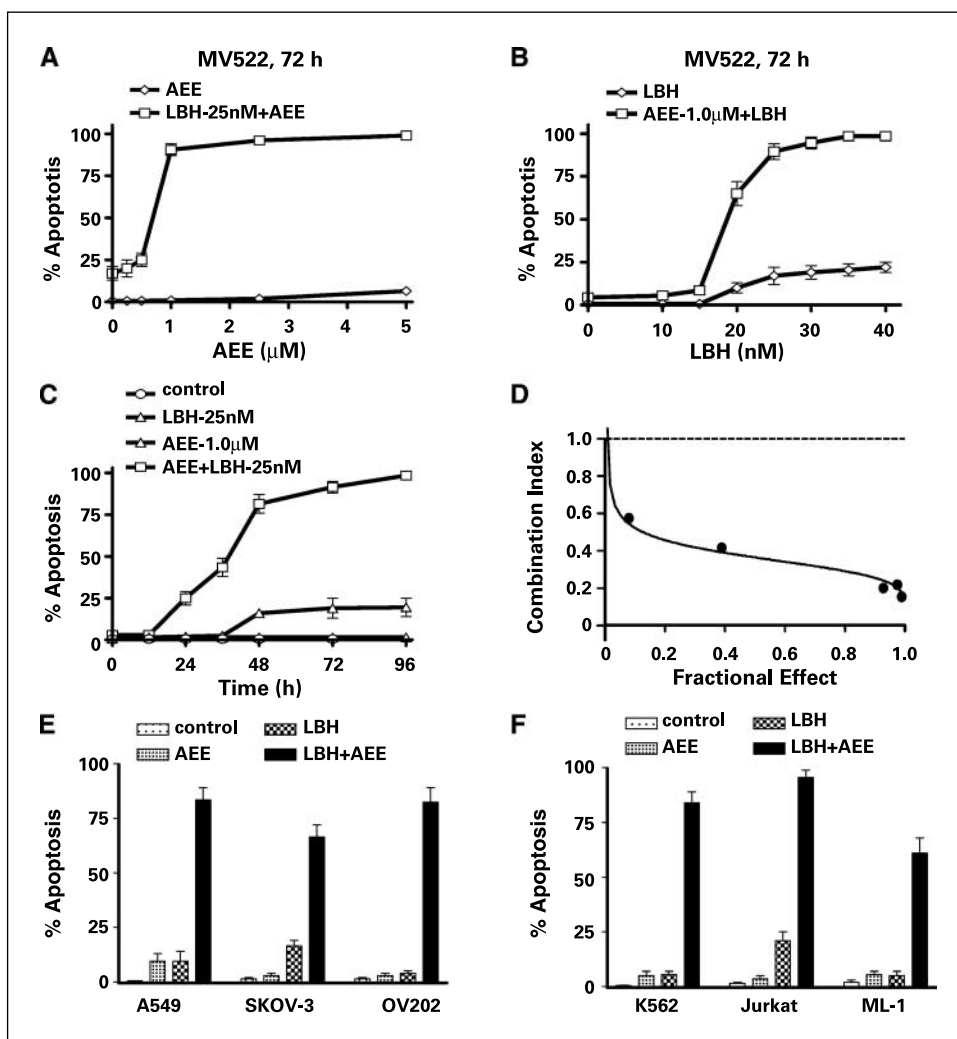 A
MV522, 72 h
AEE
LBH-25nM+AEE
% Apoptotis
100
75
50
25
0
0 1 2 3 4 5
AEE (μM)
B
MV522, 72 h
LBH
AEE-1.0μM+LBH
% Apoptosis
100
75
50
25
0
0 10 20 30 40
LBH (nM)
C
control
LBH-25nM
AEE-1.0μM
AEE+LBH-25nM
% Apoptosis
100
75
50
25
0
0 24 48 72 96
Time (h)
D
Combination Index
1.0
0.8
0.6
0.4
0.2
0
0 0.2 0.4 0.6 0.8 1.0
Fractional Effect
E
control LBH
AEE LBH+AEE
% Apoptosis
100
75
50
25
0
A549 SKOV-3 OV202
F
control LBH
AEE LBH+AEE
% Apoptosis
100
75
50
25
0
K562 Jurkat ML-1